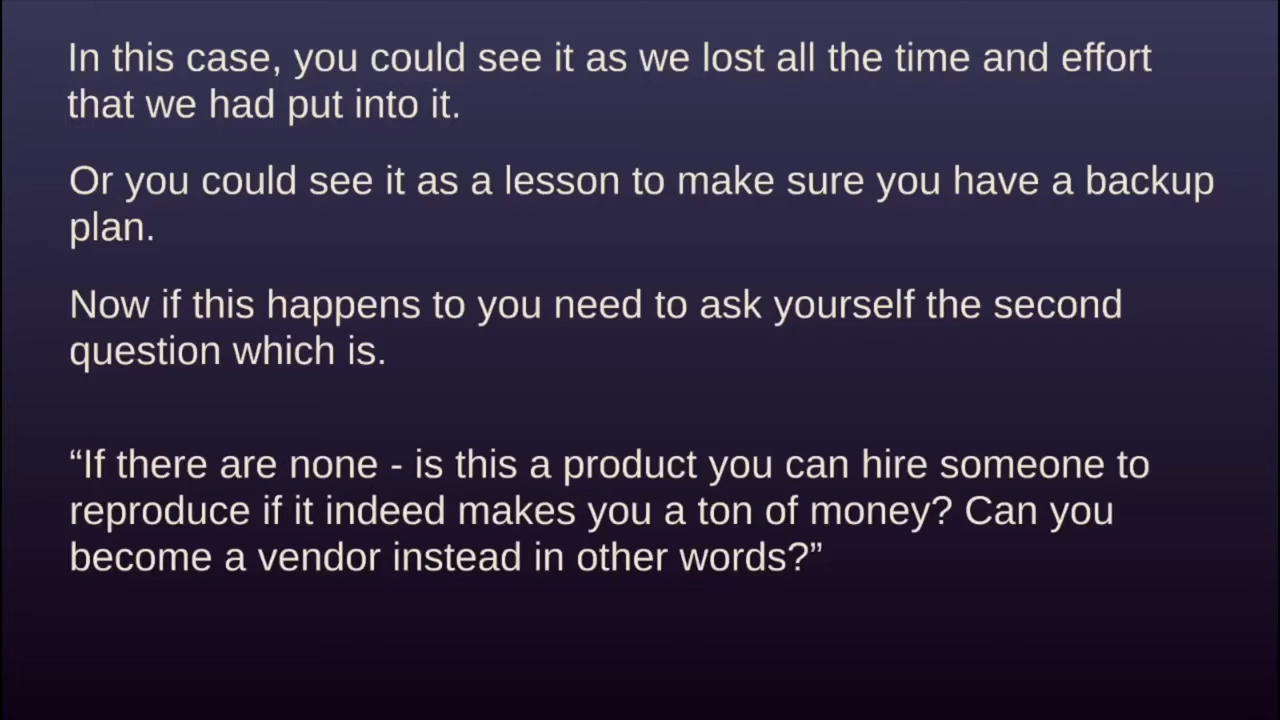 In this case, you could see it as we lost all the time and effort
that we had put into it.
Or you could see it as a lesson to make sure you have a backup
plan.
Now if this happens to you need to ask yourself the second
question which is.
“If there are none - is this a product you can hire someone to
reproduce if it indeed makes you a ton of money? Can you
become a vendor instead in other words?”